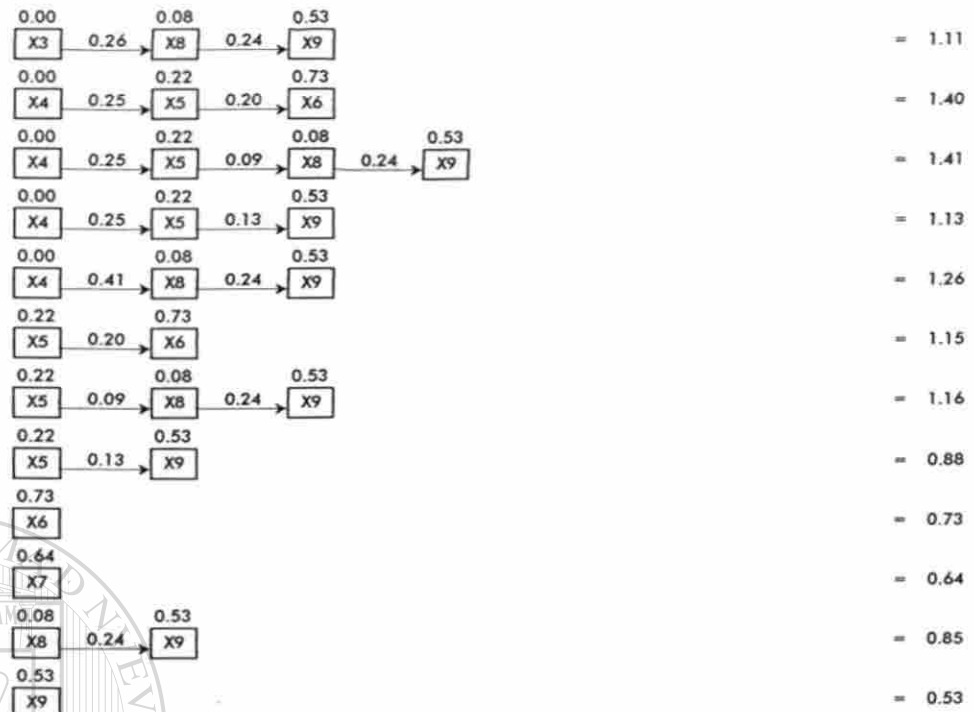 0.00 0.08 0.53
X3 0.26 X8 0.24 X9 = 1.11
0.00 0.22 0.73
X4 0.25 X5 0.20 X6 = 1.40
0.00 0.22 0.08 0.53
X4 0.25 X5 0.09 X8 0.24 X9 = 1.41
0.00 0.22 0.53
X4 0.25 X5 0.13 X9 = 1.13
0.00 0.08 0.53
X4 0.41 X8 0.24 X9 = 1.26
0.22 0.73
X5 0.20 X6 = 1.15
0.22 0.08 0.53
X5 0.09 X8 0.24 X9 = 1.16
0.22 0.53
X5 0.13 X9 = 0.88
0.73
X6 = 0.73
0.64
X7 = 0.64
0.08 0.53
X8 0.24 X9 = 0.85
0.53
X9 = 0.53